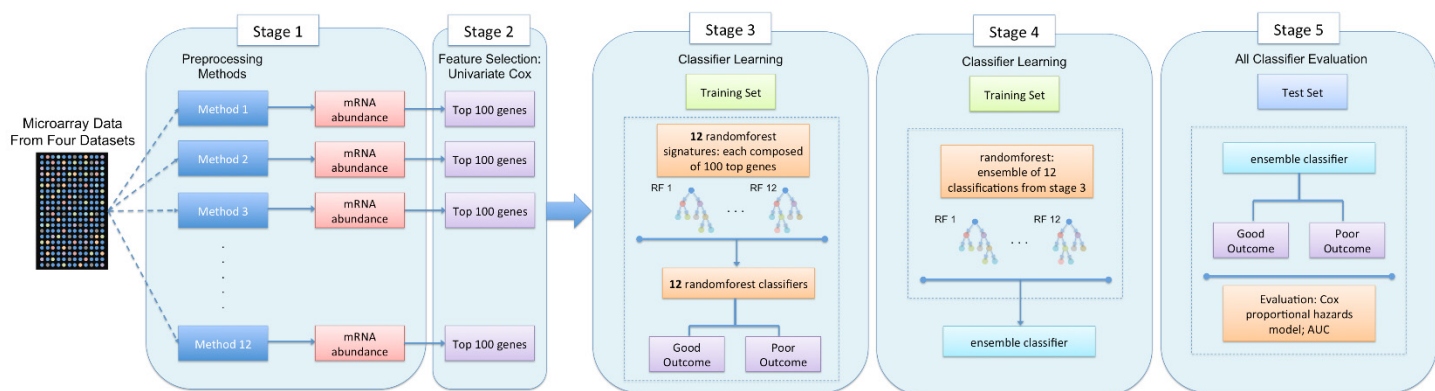 Stage 1
Preprocessing
Methods
Microarray Data
From Four Datasets
Method 1
mRNA
abundance
Method 2
mRNA
abundance
Method 3
mRNA
abundance
Method 12
mRNA
abundance
Stage 2
Feature Selection:
Univariate Cox
Top 100 genes
Top 100 genes
Top 100 genes
Top 100 genes
Stage 3
Classifier Learning
Training Set
12 randomforest
signatures: each composed
of 100 top genes
RF 1
. . .
RF 12
12 randomforest classifiers
Good
Outcome
Poor
Outcome
Stage 4
Classifier Learning
Training Set
randomforest:
ensemble of 12
classifications from stage 3
RF 1
. . .
RF 12
ensemble classifier
Stage 5
All Classifier Evaluation
Test Set
ensemble classifier
Good
Outcome
Poor
Outcome
Evaluation: Cox
proportional hazards
model; AUC